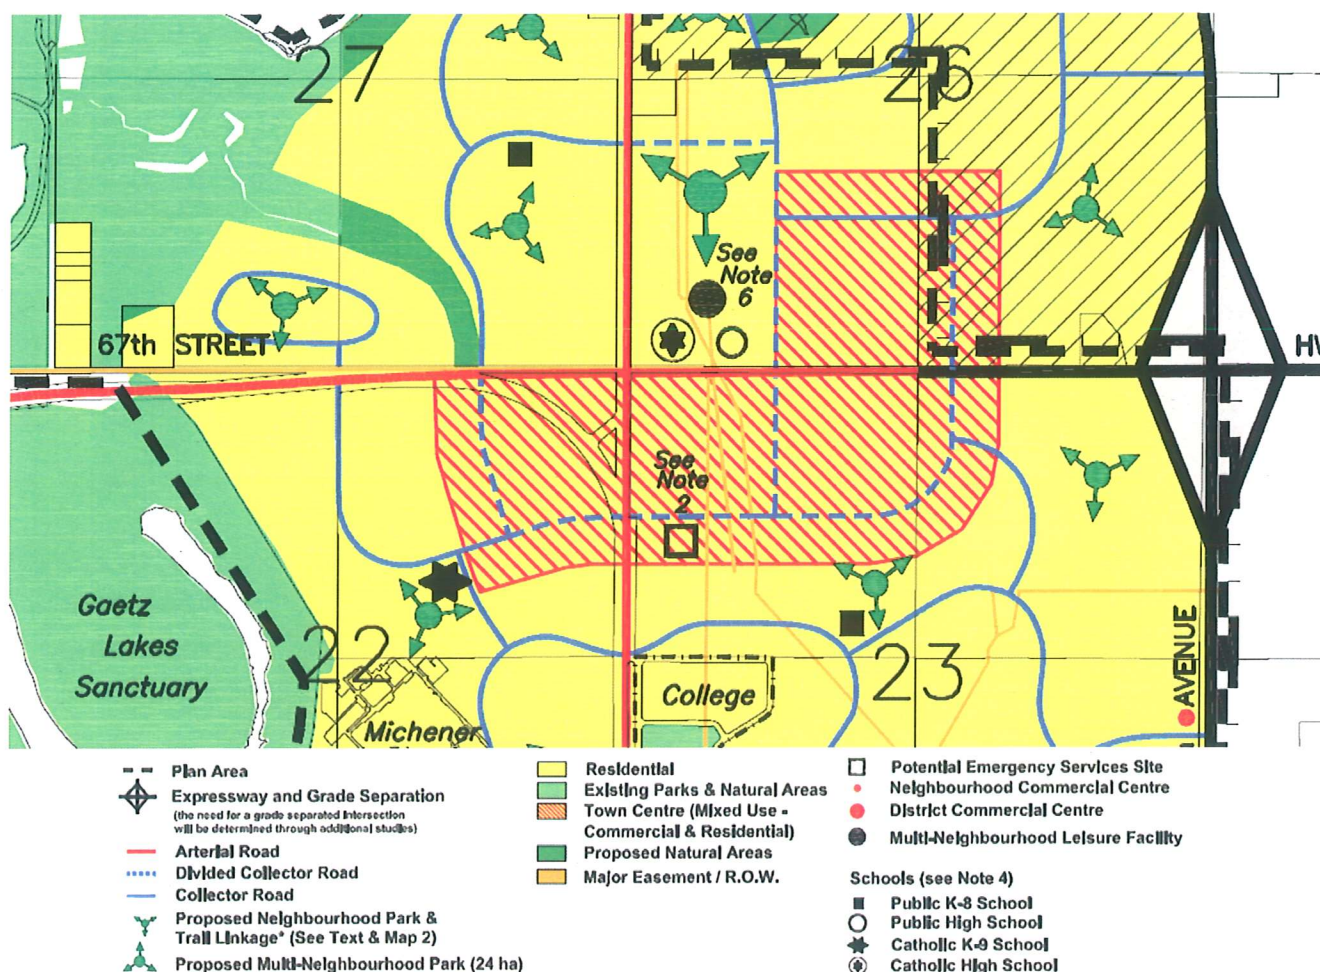 27
26
See
Note
6
67th STREET
See
Note
2
Gaetz
Lakes
Sanctuary
22
23
College
Michener
AVENUE
Plan Area
Expressway and Grade Separation
(the need for a grade separated intersection
will be determined through additional studies)
Arterial Road
Divided Collector Road
Collector Road
Proposed Neighbourhood Park &
Trail Linkage* (See Text & Map 2)
Proposed Multi-Neighbourhood Park (24 ha)
Residential
Existing Parks & Natural Areas
Town Centre (Mixed Use -
Commercial & Residential)
Proposed Natural Areas
Major Easement / R.O.W.
Potential Emergency Services Site
Neighbourhood Commercial Centre
District Commercial Centre
Multi-Neighbourhood Leisure Facility
Schools (see Note 4)
Public K-8 School
Public High School
Catholic K-9 School
Catholic High School